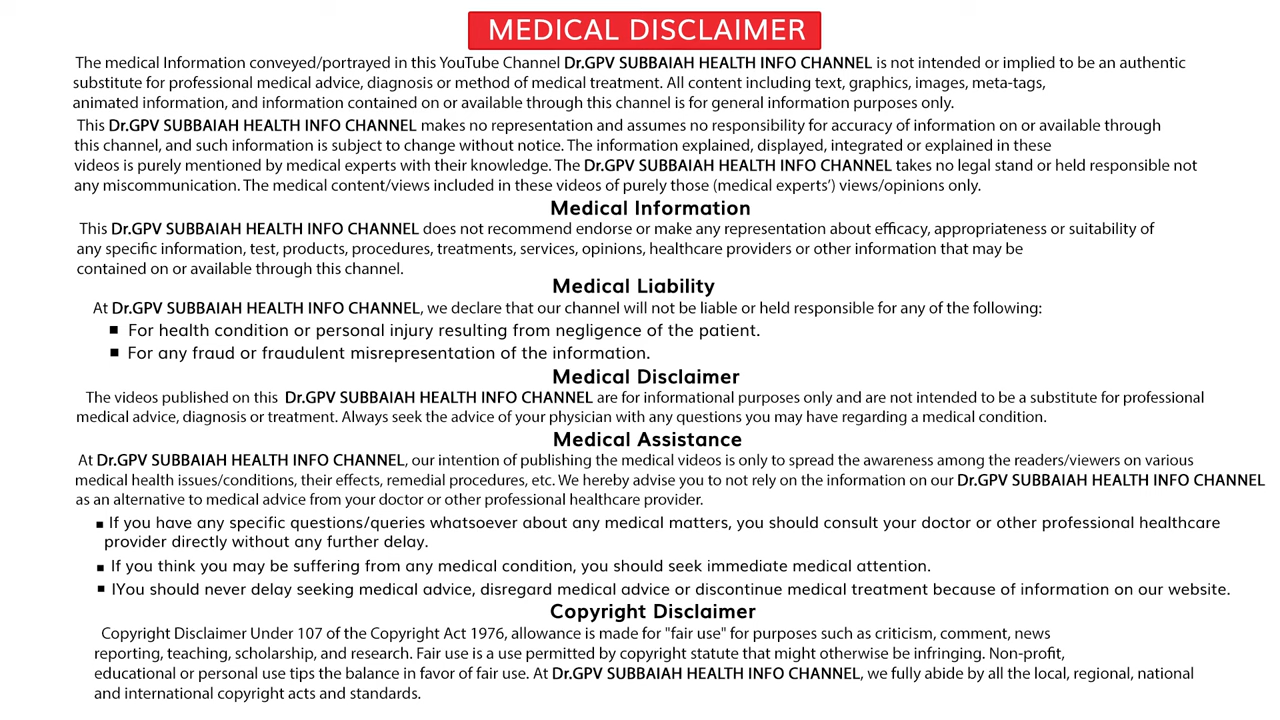 MEDICAL DISCLAIMER
The medical Information conveyed/portrayed in this YouTube Channel Dr.GPV SUBBAIAH HEALTH INFO CHANNEL is not intended or implied to be an authentic
substitute for professional medical advice, diagnosis or method of medical treatment. All content including text, graphics, images, meta-tags,
animated information, and information contained on or available through this channel is for general information purposes only.
This Dr.GPV SUBBAIAH HEALTH INFO CHANNEL makes no representation and assumes no responsibility for accuracy of information on or available through
this channel, and such information is subject to change without notice. The information explained, displayed, integrated or explained in these
videos is purely mentioned by medical experts with their knowledge. The Dr.GPV SUBBAIAH HEALTH INFO CHANNEL takes no legal stand or held responsible not
any miscommunication. The medical content/views included in these videos of purely those (medical experts’) views/opinions only.
Medical Information
This Dr.GPV SUBBAIAH HEALTH INFO CHANNEL does not recommend endorse or make any representation about efficacy, appropriateness or suitability of
any specific information, test, products, procedures, treatments, services, opinions, healthcare providers or other information that may be
contained on or available through this channel.
Medical Liability
At Dr.GPV SUBBAIAH HEALTH INFO CHANNEL, we declare that our channel will not be liable or held responsible for any of the following:
■ For health condition or personal injury resulting from negligence of the patient.
■ For any fraud or fraudulent misrepresentation of the information.
Medical Disclaimer
The videos published on this Dr.GPV SUBBAIAH HEALTH INFO CHANNEL are for informational purposes only and are not intended to be a substitute for professional
medical advice, diagnosis or treatment. Always seek the advice of your physician with any questions you may have regarding a medical condition.
Medical Assistance
At Dr.GPV SUBBAIAH HEALTH INFO CHANNEL, our intention of publishing the medical videos is only to spread the awareness among the readers/viewers on various
medical health issues/conditions, their effects, remedial procedures, etc. We hereby advise you to not rely on the information on our Dr.GPV SUBBAIAH HEALTH INFO CHANNEL
as an alternative to medical advice from your doctor or other professional healthcare provider.
■ If you have any specific questions/queries whatsoever about any medical matters, you should consult your doctor or other professional healthcare
provider directly without any further delay.
■ If you think you may be suffering from any medical condition, you should seek immediate medical attention.
■ IYou should never delay seeking medical advice, disregard medical advice or discontinue medical treatment because of information on our website.
Copyright Disclaimer
Copyright Disclaimer Under 107 of the Copyright Act 1976, allowance is made for "fair use" for purposes such as criticism, comment, news
reporting, teaching, scholarship, and research. Fair use is a use permitted by copyright statute that might otherwise be infringing. Non-profit,
educational or personal use tips the balance in favor of fair use. At Dr.GPV SUBBAIAH HEALTH INFO CHANNEL, we fully abide by all the local, regional, national
and international copyright acts and standards.